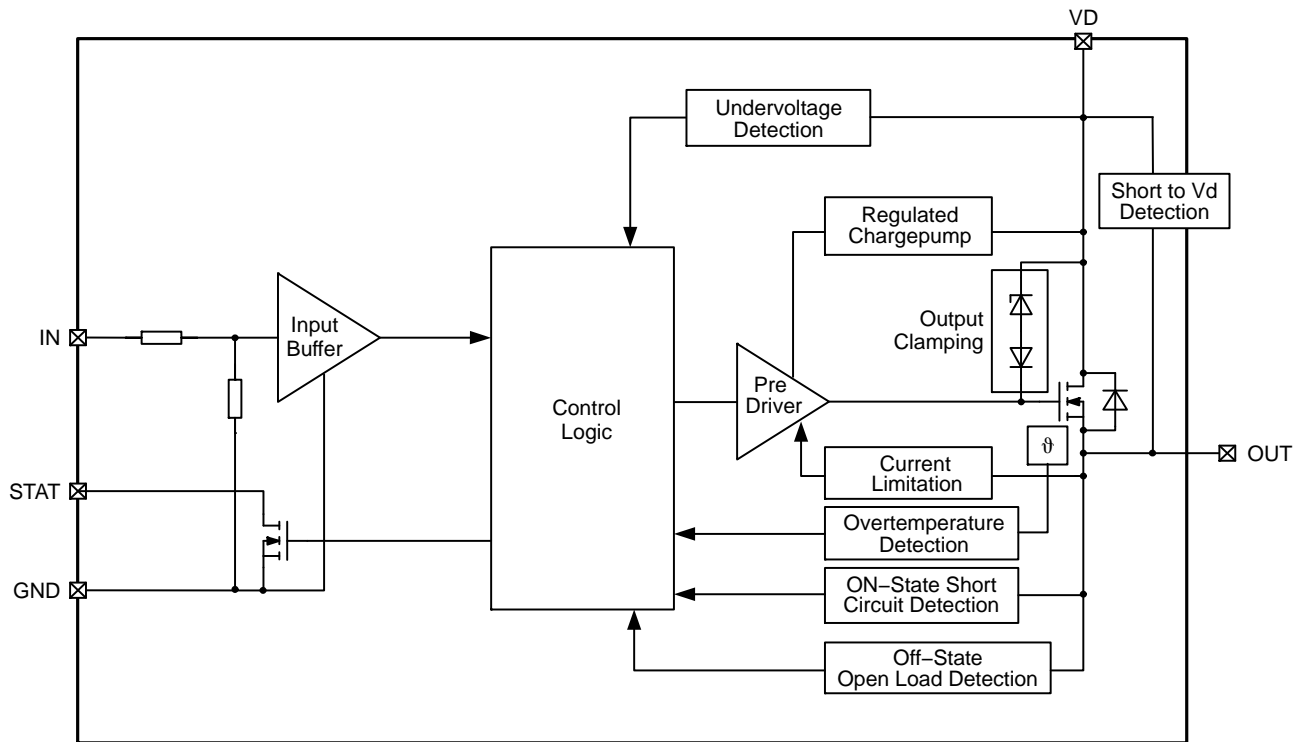 VD
Undervoltage
Detection
Short to Vd
Detection
Regulated
Chargepump
Output
Clamping
IN
Input
Buffer
Control
Logic
Pre
Driver
ϑ
OUT
Current
Limitation
STAT
Overtemperature
Detection
GND
ON−State Short
Circuit Detection
Off−State
Open Load Detection